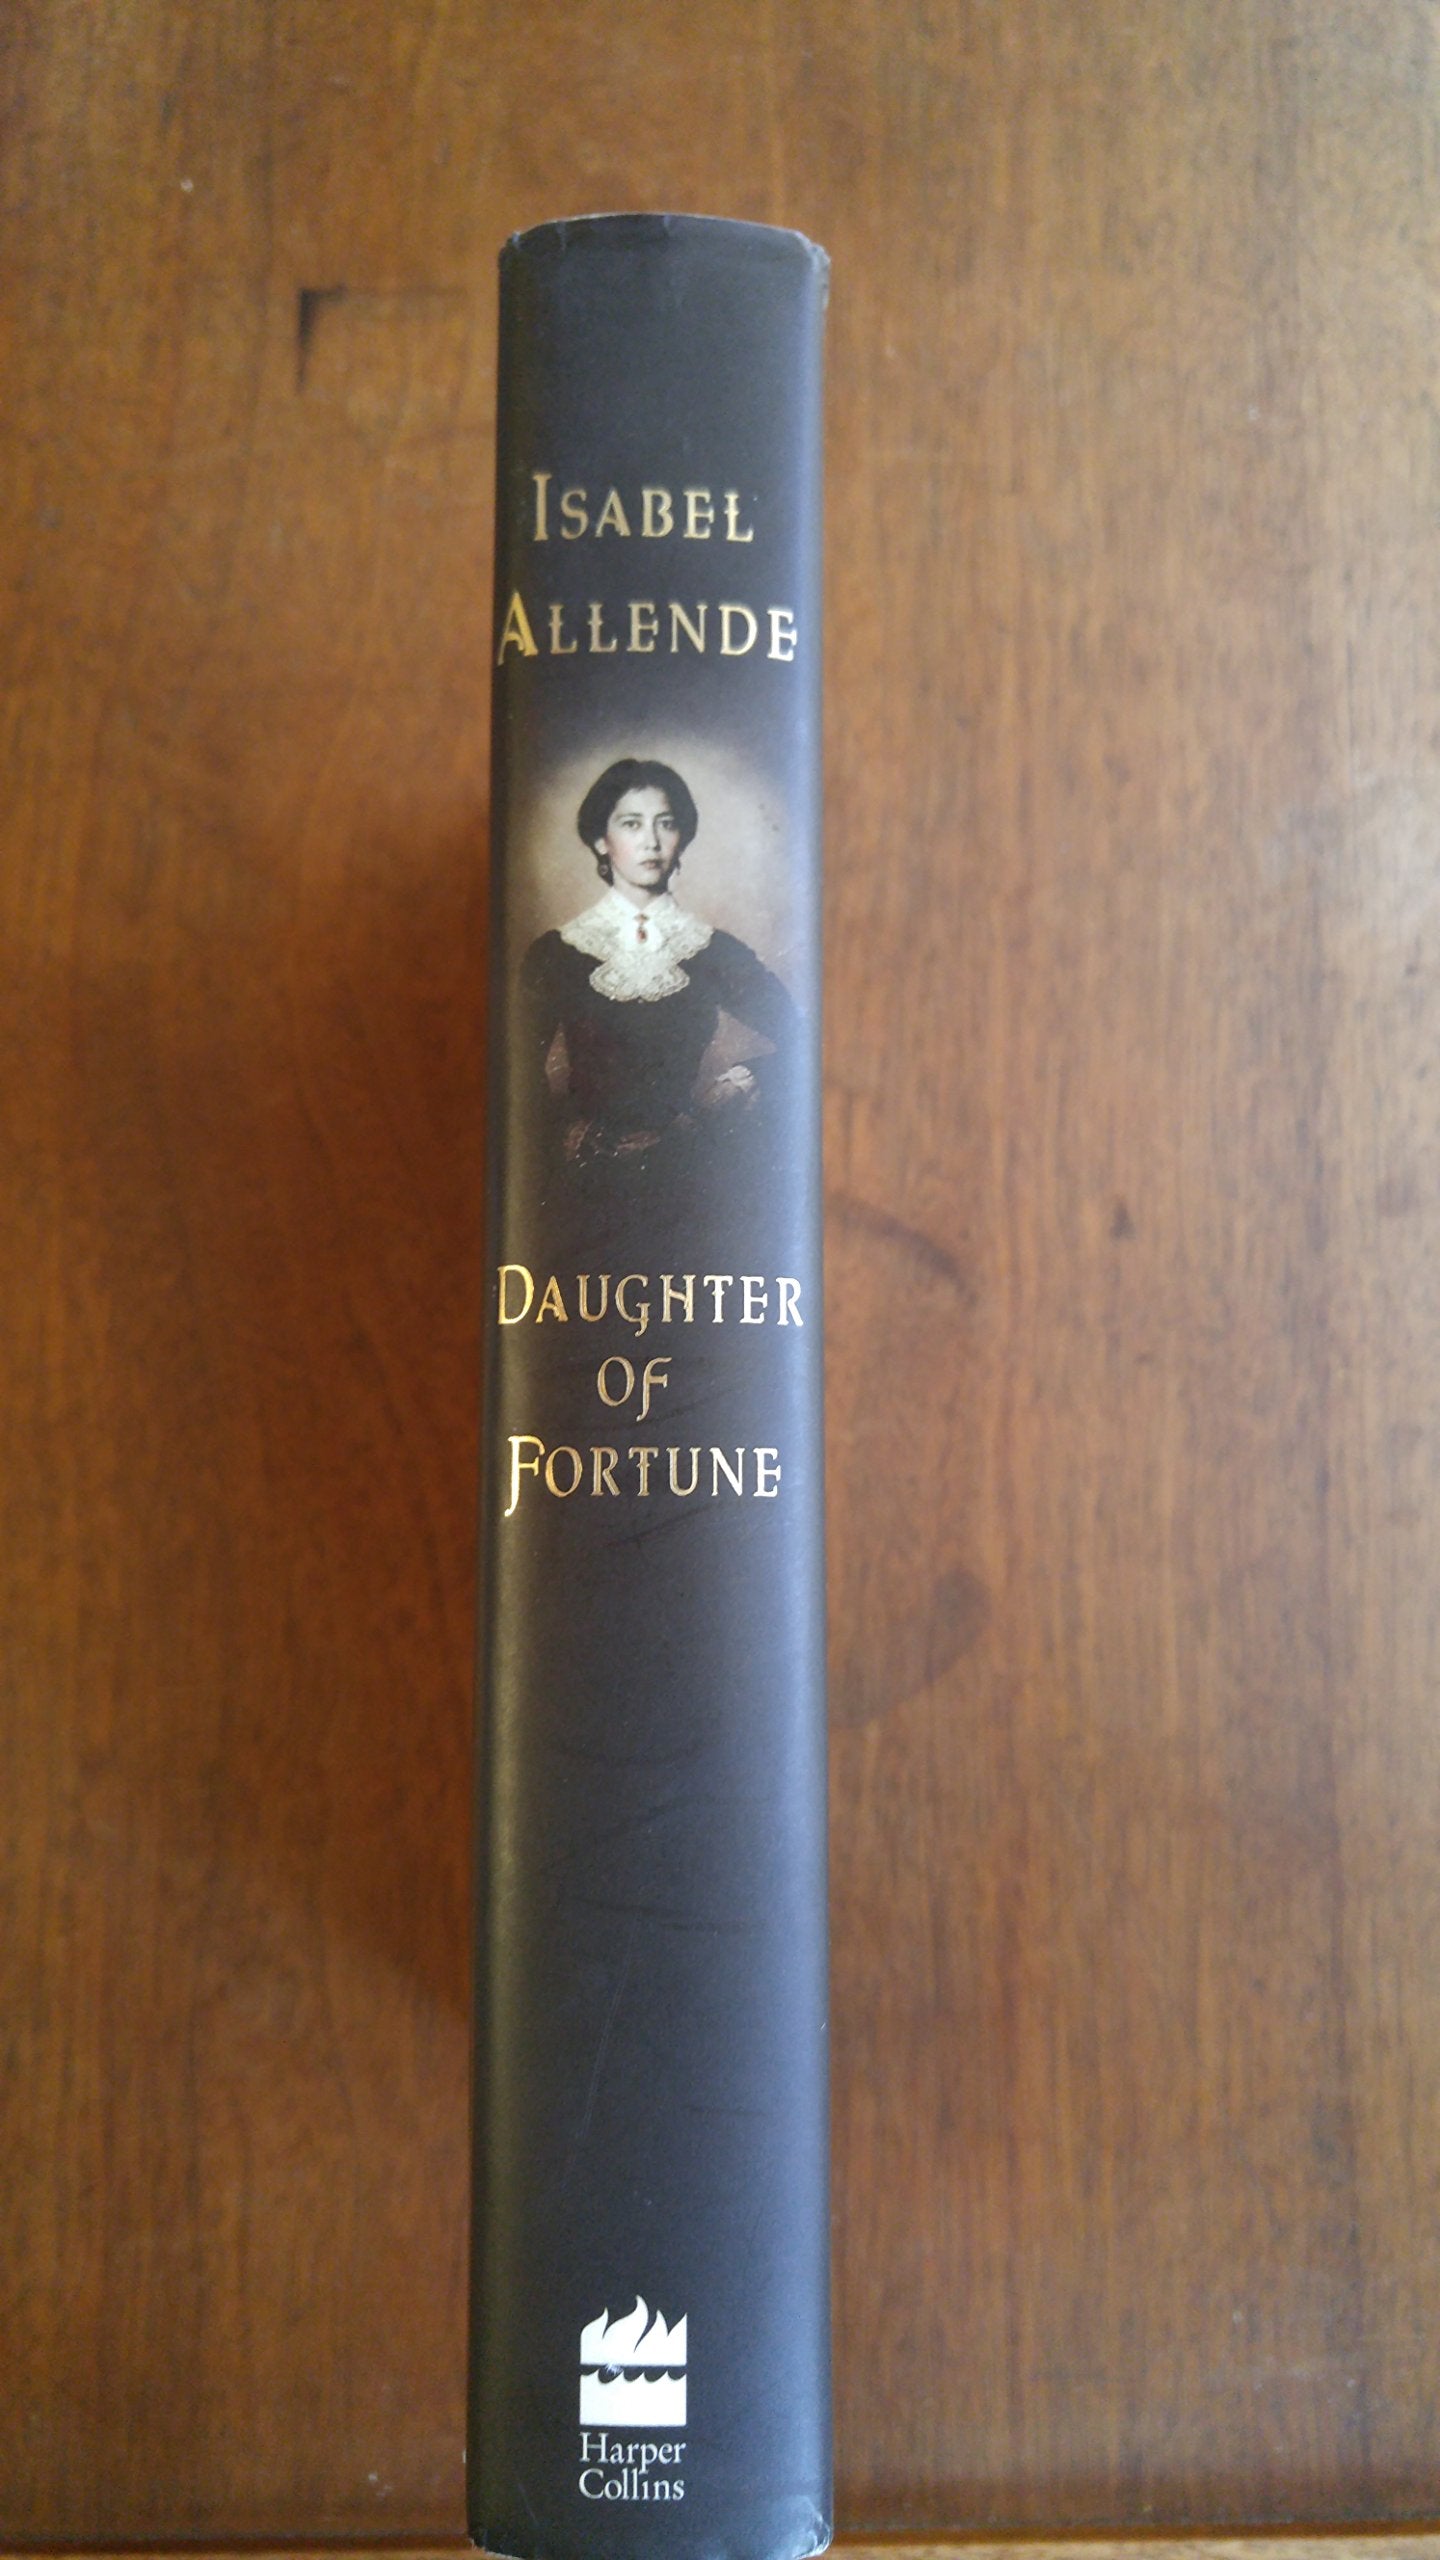 ISABEL
ALLENDE
DAUGHTER
OF
FORTUNE
Harper
Collins